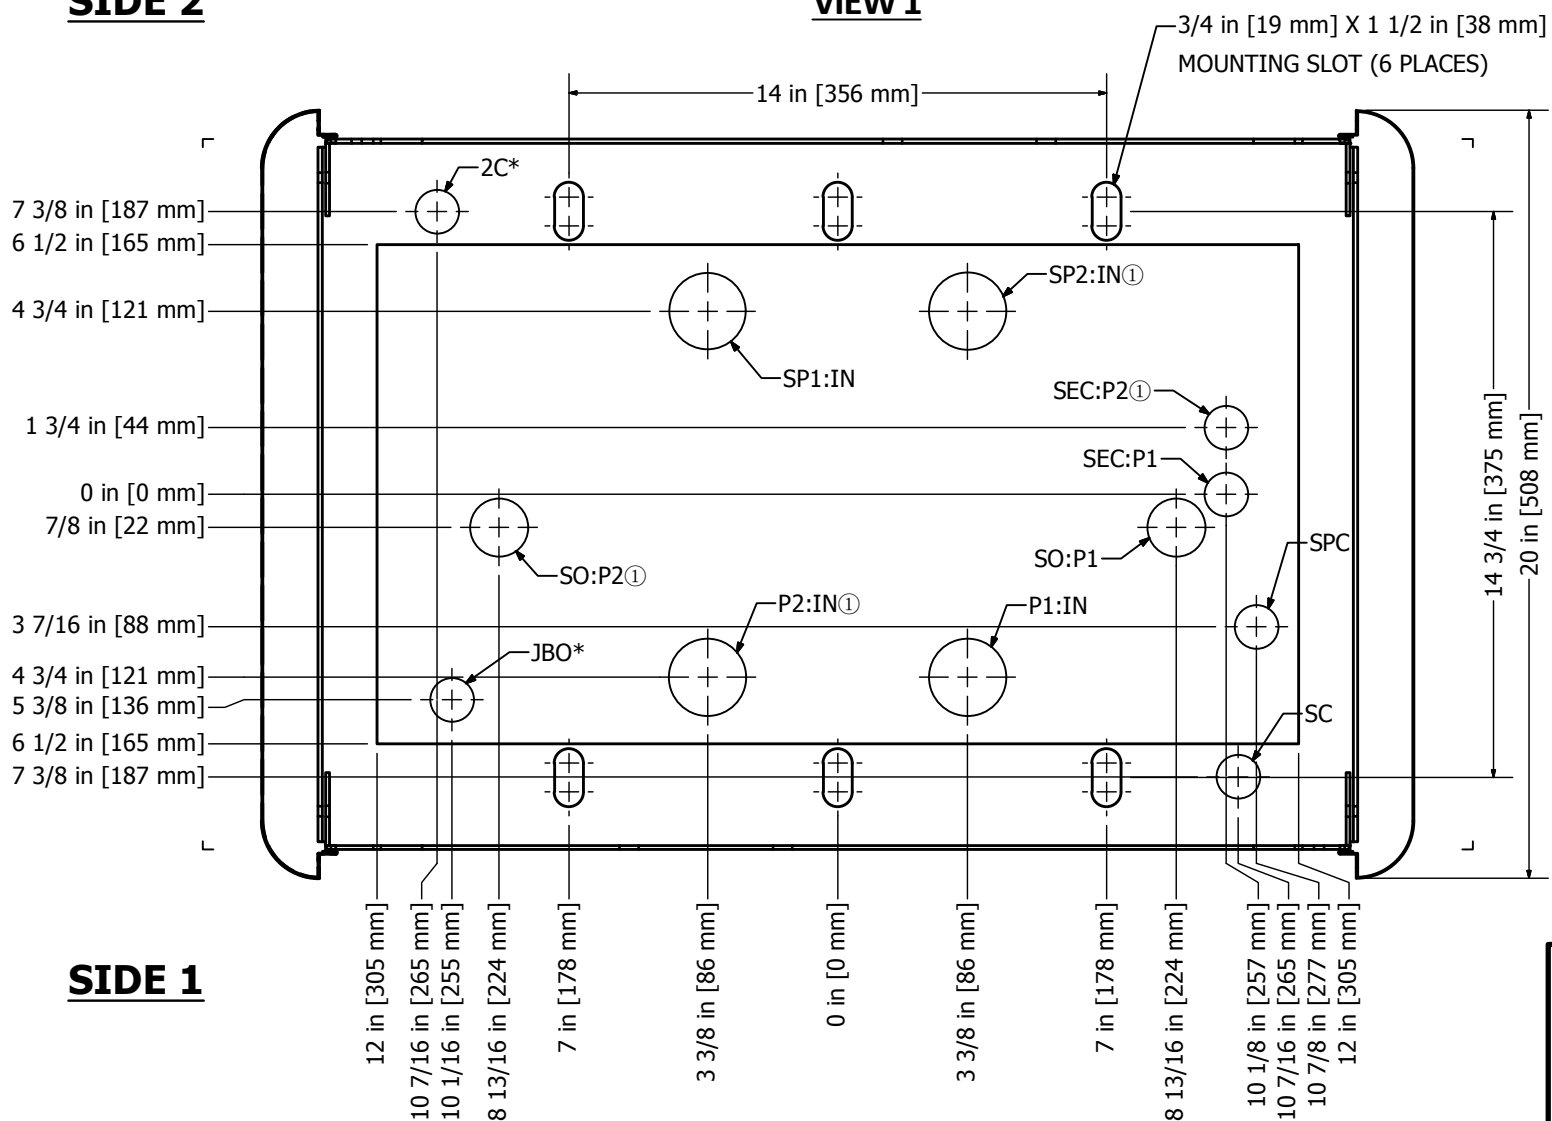 SIDE 2
VIEW 1
3/4 in [19 mm] X 1 1/2 in [38 mm]
MOUNTING SLOT (6 PLACES)
14 in [356 mm]
2C*
7 3/8 in [187 mm]
6 1/2 in [165 mm]
SP2:IN①
4 3/4 in [121 mm]
SP1:IN
SEC:P2①
1 3/4 in [44 mm]
SEC:P1
0 in [0 mm]
7/8 in [22 mm]
SO:P2①
SO:P1
SPC
14 3/4 in [375 mm]
20 in [508 mm]
P2:IN①
P1:IN
3 7/16 in [88 mm]
JBO*
4 3/4 in [121 mm]
5 3/8 in [136 mm]
SC
6 1/2 in [165 mm]
7 3/8 in [187 mm]
SIDE 1
12 in [305 mm]
10 7/16 in [265 mm]
10 1/16 in [255 mm]
8 13/16 in [224 mm]
7 in [178 mm]
3 3/8 in [86 mm]
0 in [0 mm]
3 3/8 in [86 mm]
7 in [178 mm]
8 13/16 in [224 mm]
10 1/8 in [257 mm]
10 7/16 in [265 mm]
10 7/8 in [277 mm]
12 in [305 mm]